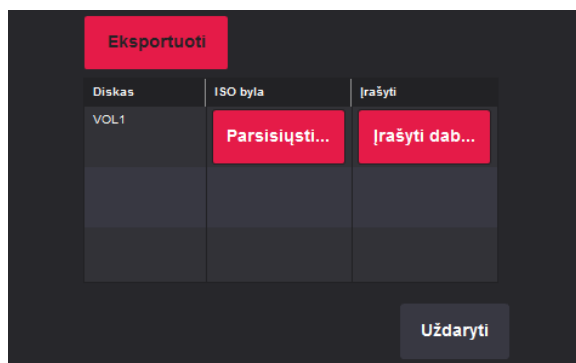 Eksportuoti
Diskas ISO byla Įrašyti
VOL1 Parsisiųsti... Įrašyti dab...
Uždaryti